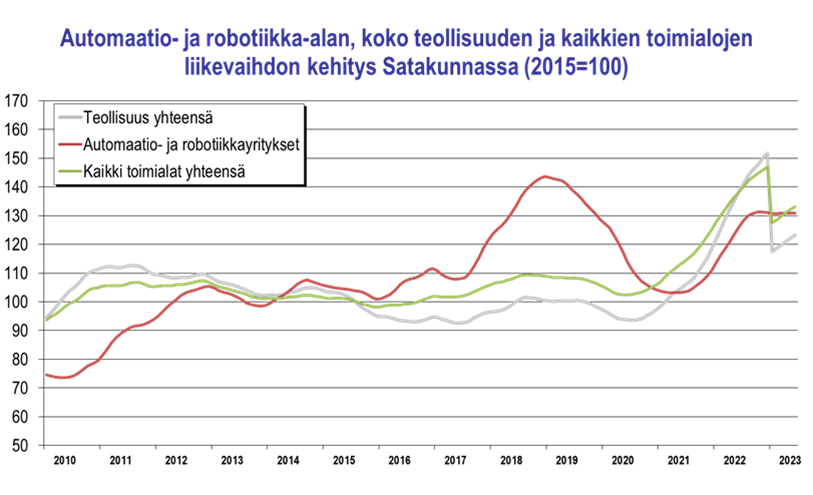 Automaatio- ja robotiikka-alan, koko teollisuuden ja kaikkien toimialojen
liikevaihdon kehitys Satakunnassa (2015=100)
170
160
150
140
130
120
110
100
90
80
70
60
50
Teollisuus yhteensä
Automaatio- ja robotiikkayritykset
Kaikki toimialat yhteensä
2010 2011 2012 2013 2014 2015 2016 2017 2018 2019 2020 2021 2022 2023